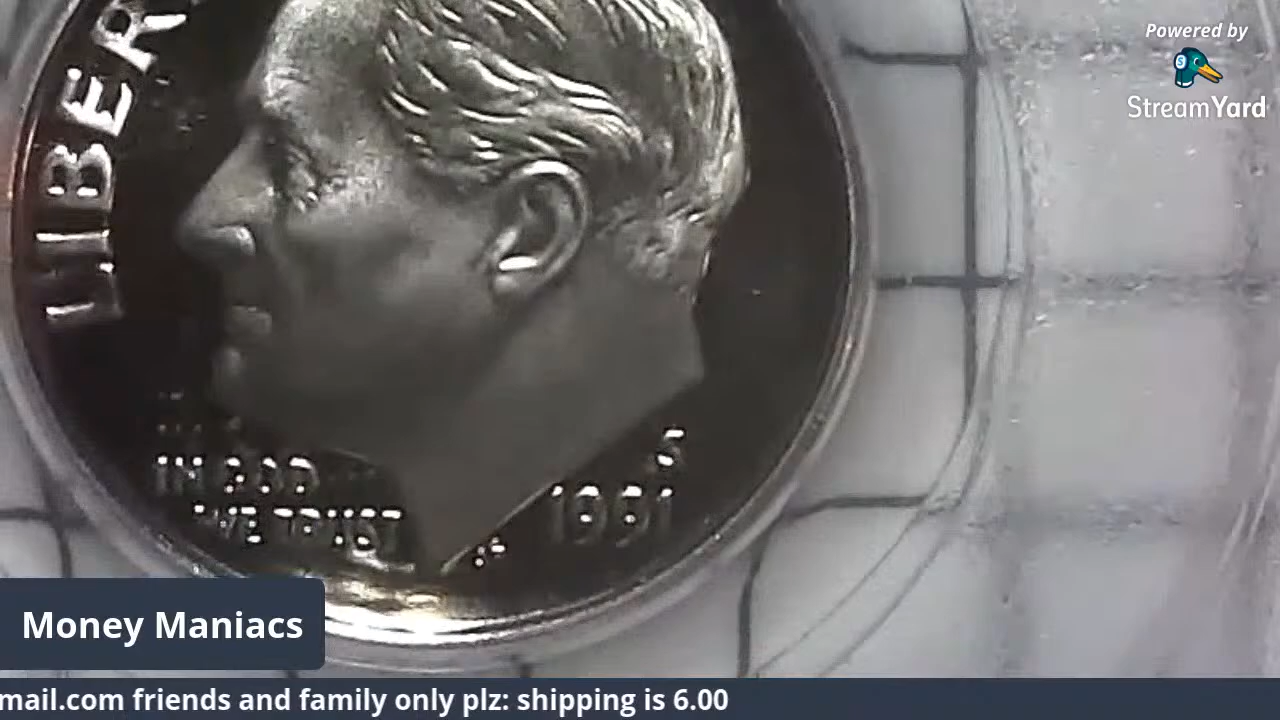 Powered by
StreamYard
LIBER
IN GOD
WE TRUST
S
1991
Money Maniacs
mail.com friends and family only plz: shipping is 6.00